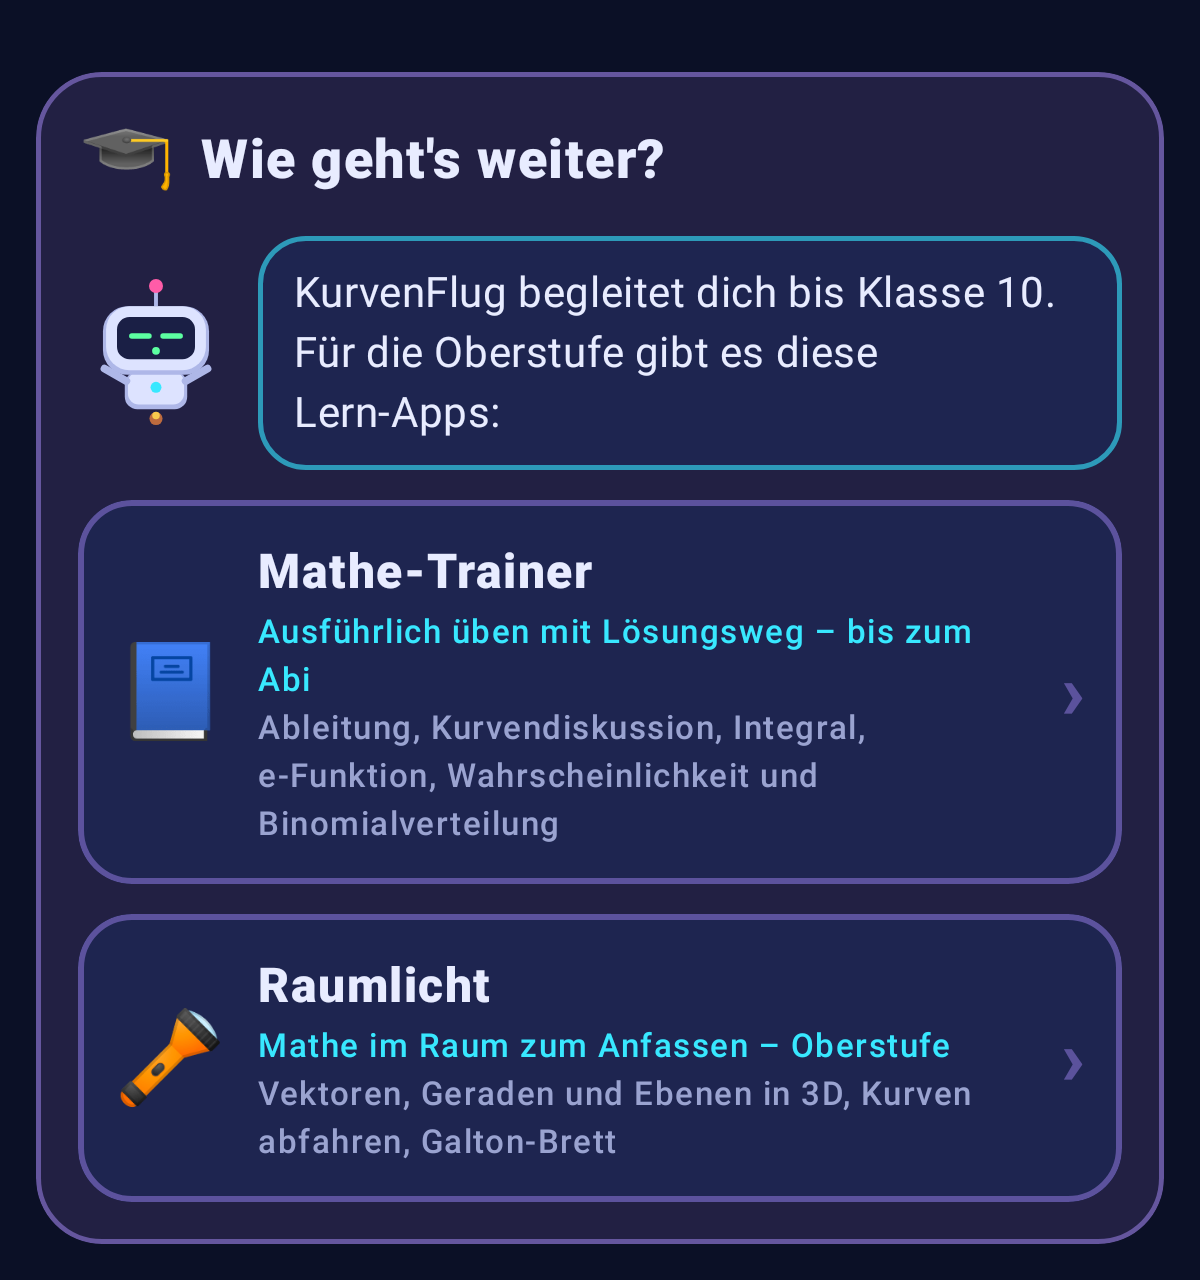 Wie geht's weiter?
KurvenFlug begleitet dich bis Klasse 10.
Für die Oberstufe gibt es diese
Lern-Apps:
Mathe-Trainer
Ausführlich üben mit Lösungsweg – bis zum
Abi
Ableitung, Kurvendiskussion, Integral,
e-Funktion, Wahrscheinlichkeit und
Binomialverteilung
Raumlicht
Mathe im Raum zum Anfassen – Oberstufe
Vektoren, Geraden und Ebenen in 3D, Kurven
abfahren, Galton-Brett